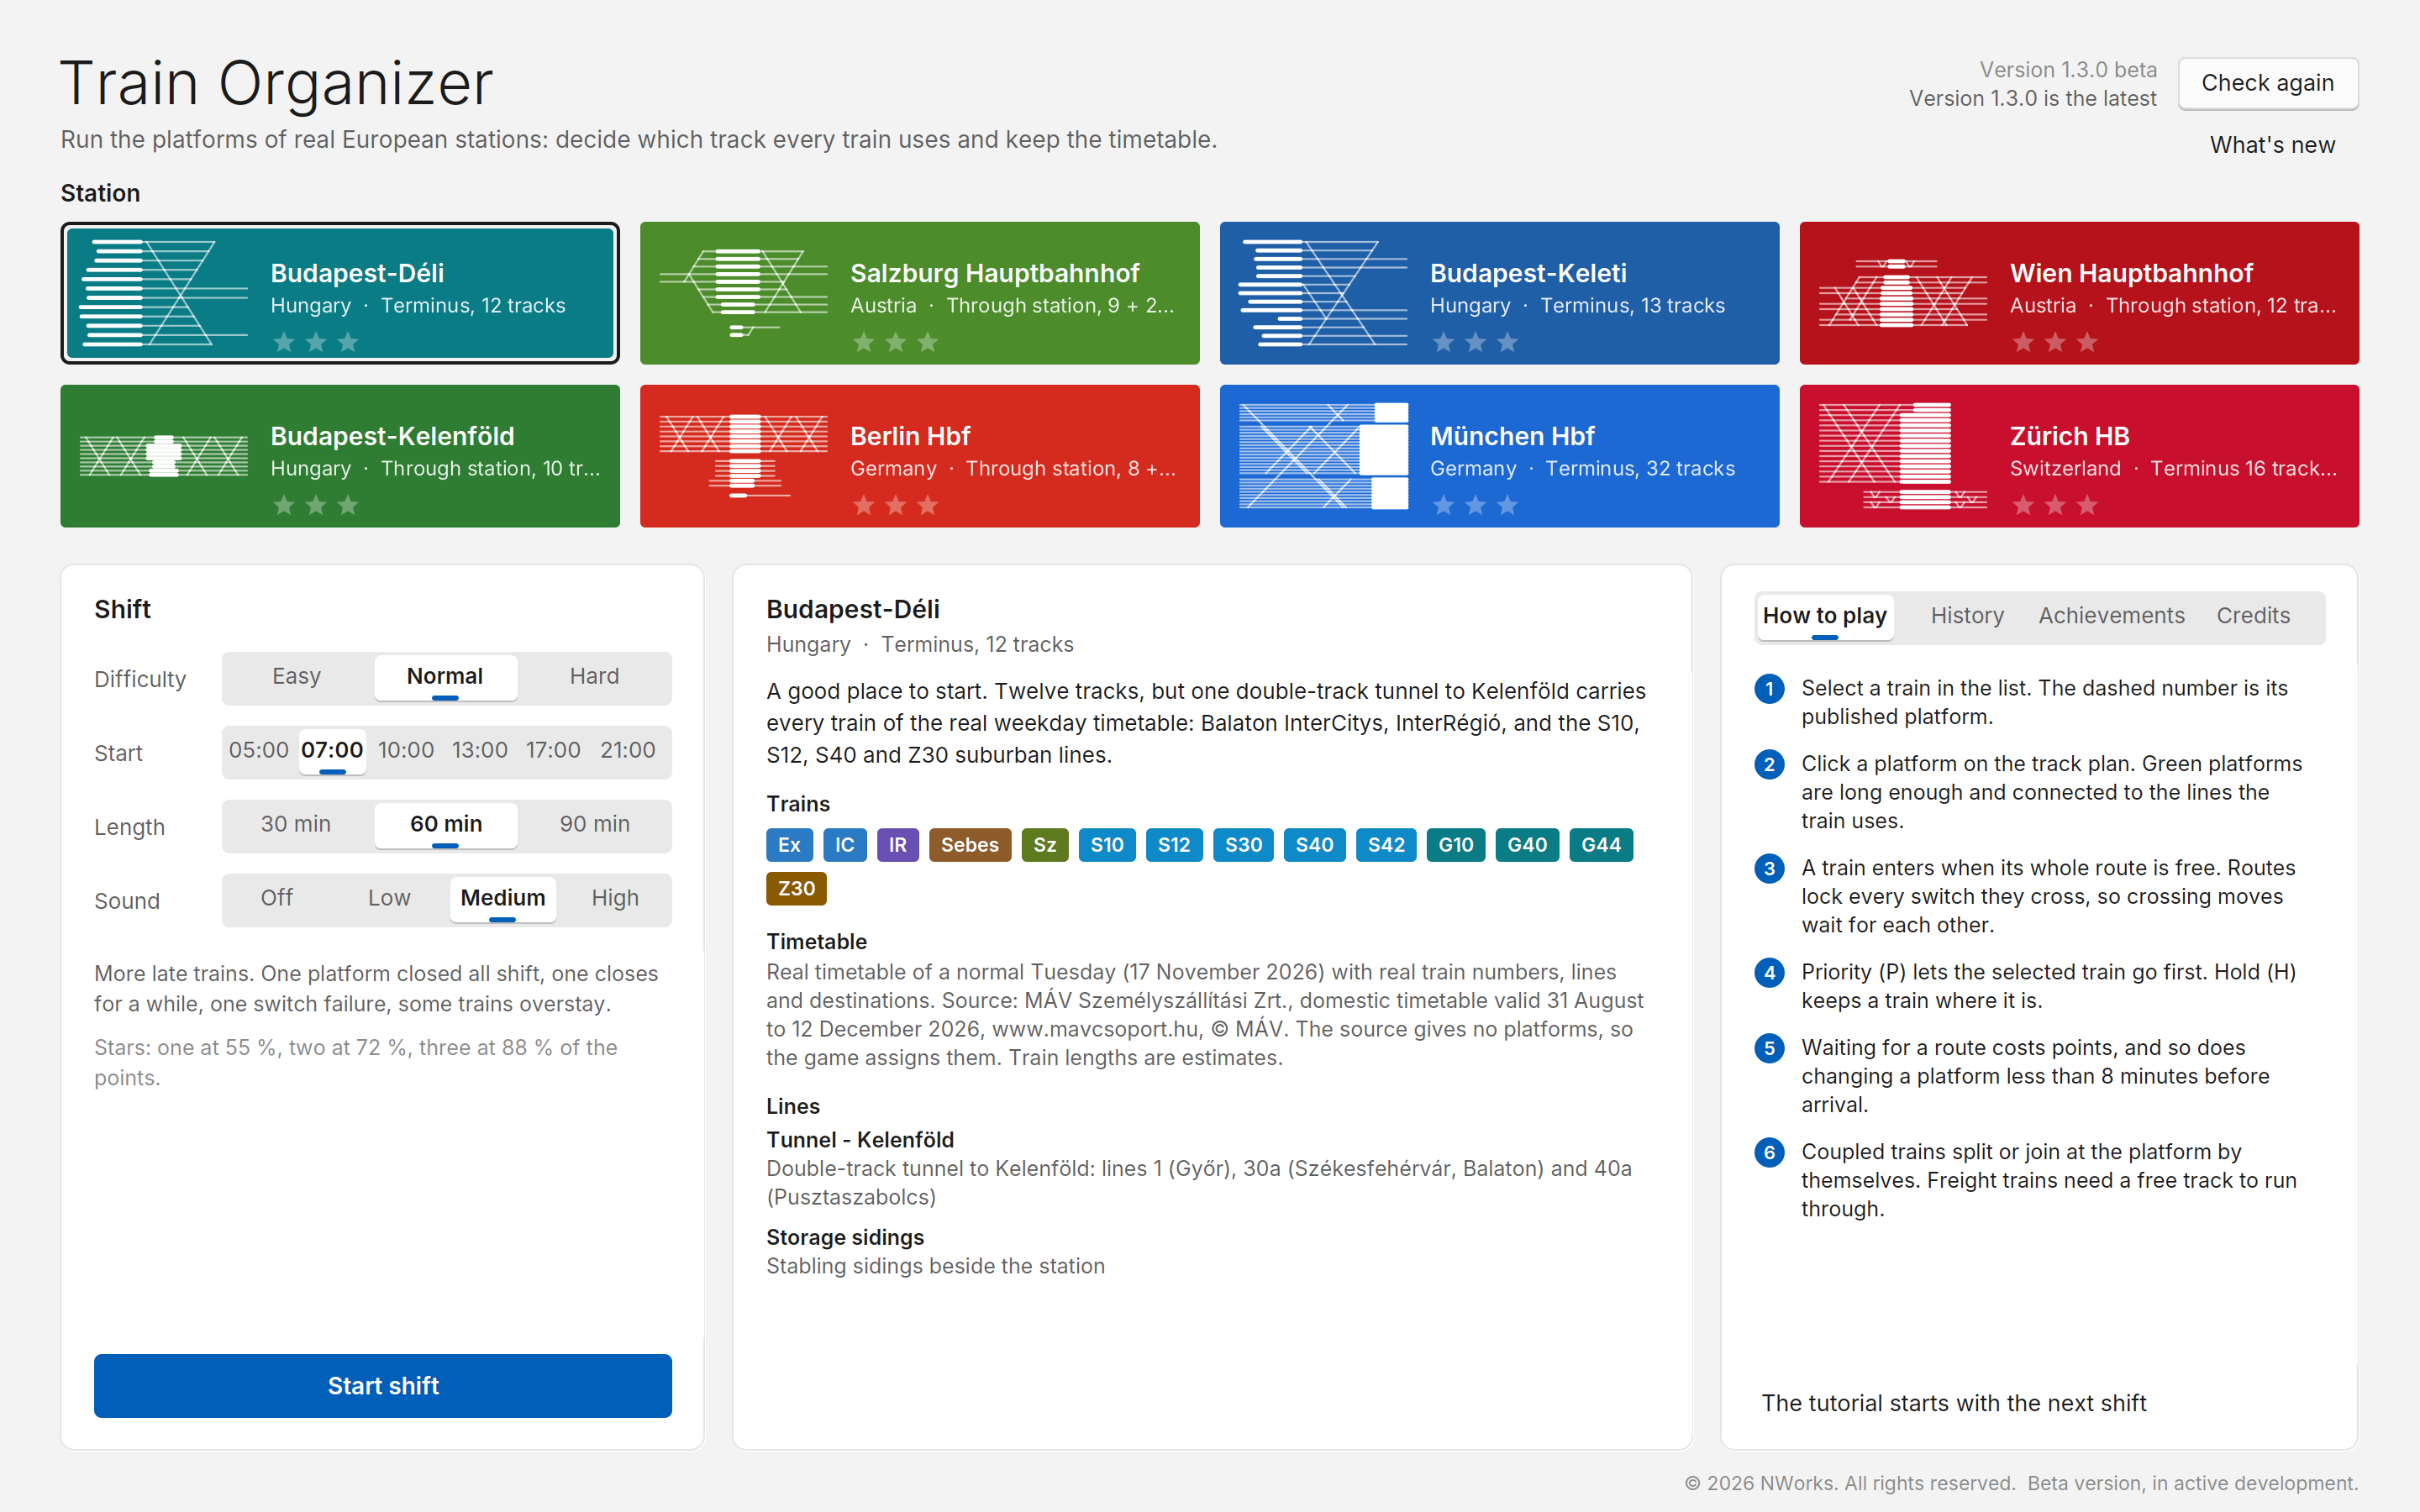 Train Organizer
Run the platforms of real European stations: decide which track every train uses and keep the timetable.
Version 1.3.0 beta
Version 1.3.0 is the latest
Check again
What's new
Station
Budapest-Déli
Hungary · Terminus, 12 tracks
Salzburg Hauptbahnhof
Austria · Through station, 9 + 2...
Budapest-Keleti
Hungary · Terminus, 13 tracks
Wien Hauptbahnhof
Austria · Through station, 12 tra...
Budapest-Kelenföld
Hungary · Through station, 10 tr...
Berlin Hbf
Germany · Through station, 8 +...
München Hbf
Germany · Terminus, 32 tracks
Zürich HB
Switzerland · Terminus 16 track...
Shift
Difficulty Easy Normal Hard
Start 05:00 07:00 10:00 13:00 17:00 21:00
Length 30 min 60 min 90 min
Sound Off Low Medium High
More late trains. One platform closed all shift, one closes
for a while, one switch failure, some trains overstay.
Stars: one at 55 %, two at 72 %, three at 88 % of the
points.
Start shift
Budapest-Déli
Hungary · Terminus, 12 tracks
A good place to start. Twelve tracks, but one double-track tunnel to Kelenföld carries
every train of the real weekday timetable: Balaton InterCitys, InterRégió, and the S10,
S12, S40 and Z30 suburban lines.
Trains
Ex IC IR Sebes Sz S10 S12 S30 S40 S42 G10 G40 G44
Z30
Timetable
Real timetable of a normal Tuesday (17 November 2026) with real train numbers, lines
and destinations. Source: MÁV Személyszállítási Zrt., domestic timetable valid 31 August
to 12 December 2026, www.mavcsoport.hu, © MÁV. The source gives no platforms, so
the game assigns them. Train lengths are estimates.
Lines
Tunnel - Kelenföld
Double-track tunnel to Kelenföld: lines 1 (Győr), 30a (Székesfehérvár, Balaton) and 40a
(Pusztaszabolcs)
Storage sidings
Stabling sidings beside the station
How to play History Achievements Credits
1 Select a train in the list. The dashed number is its
published platform.
2 Click a platform on the track plan. Green platforms
are long enough and connected to the lines the
train uses.
3 A train enters when its whole route is free. Routes
lock every switch they cross, so crossing moves
wait for each other.
4 Priority (P) lets the selected train go first. Hold (H)
keeps a train where it is.
5 Waiting for a route costs points, and so does
changing a platform less than 8 minutes before
arrival.
6 Coupled trains split or join at the platform by
themselves. Freight trains need a free track to run
through.
The tutorial starts with the next shift
© 2026 NWorks. All rights reserved. Beta version, in active development.